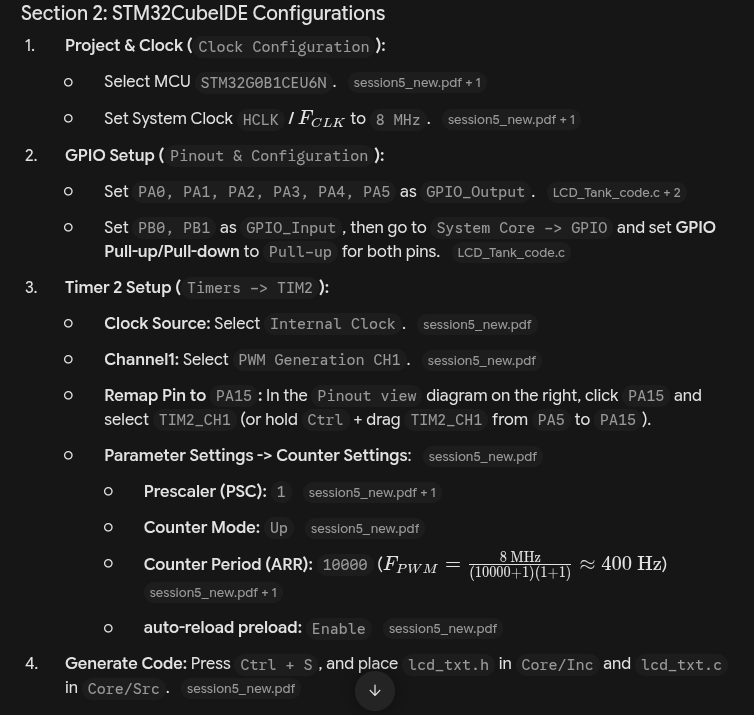 Section 2: STM32CubeIDE Configurations
1. Project & Clock ( Clock Configuration ):
○ Select MCU STM32G0B1CEU6N . session5_new.pdf + 1
○ Set System Clock HCLK / F_CLK to 8 MHz . session5_new.pdf + 1
2. GPIO Setup ( Pinout & Configuration ):
○ Set PA0, PA1, PA2, PA3, PA4, PA5 as GPIO_Output . LCD_Tank_code.c + 2
○ Set PB0, PB1 as GPIO_Input , then go to System Core -> GPIO and set GPIO
Pull-up/Pull-down to Pull-up for both pins. LCD_Tank_code.c
3. Timer 2 Setup ( Timers -> TIM2 ):
○ Clock Source: Select Internal Clock . session5_new.pdf
○ Channel1: Select PWM Generation CH1 . session5_new.pdf
○ Remap Pin to PA15 : In the Pinout view diagram on the right, click PA15 and
select TIM2_CH1 (or hold Ctrl + drag TIM2_CH1 from PA5 to PA15 ).
○ Parameter Settings -> Counter Settings: session5_new.pdf
○ Prescaler (PSC): 1 session5_new.pdf + 1
○ Counter Mode: Up session5_new.pdf
○ Counter Period (ARR): 10000 (F_PWM = 8 MHz / (10000+1)(1+1) ≈ 400 Hz)
session5_new.pdf + 1
○ auto-reload preload: Enable session5_new.pdf
4. Generate Code: Press Ctrl + S , and place lcd_txt.h in Core/Inc and lcd_txt.c
in Core/Src . session5_new.pdf